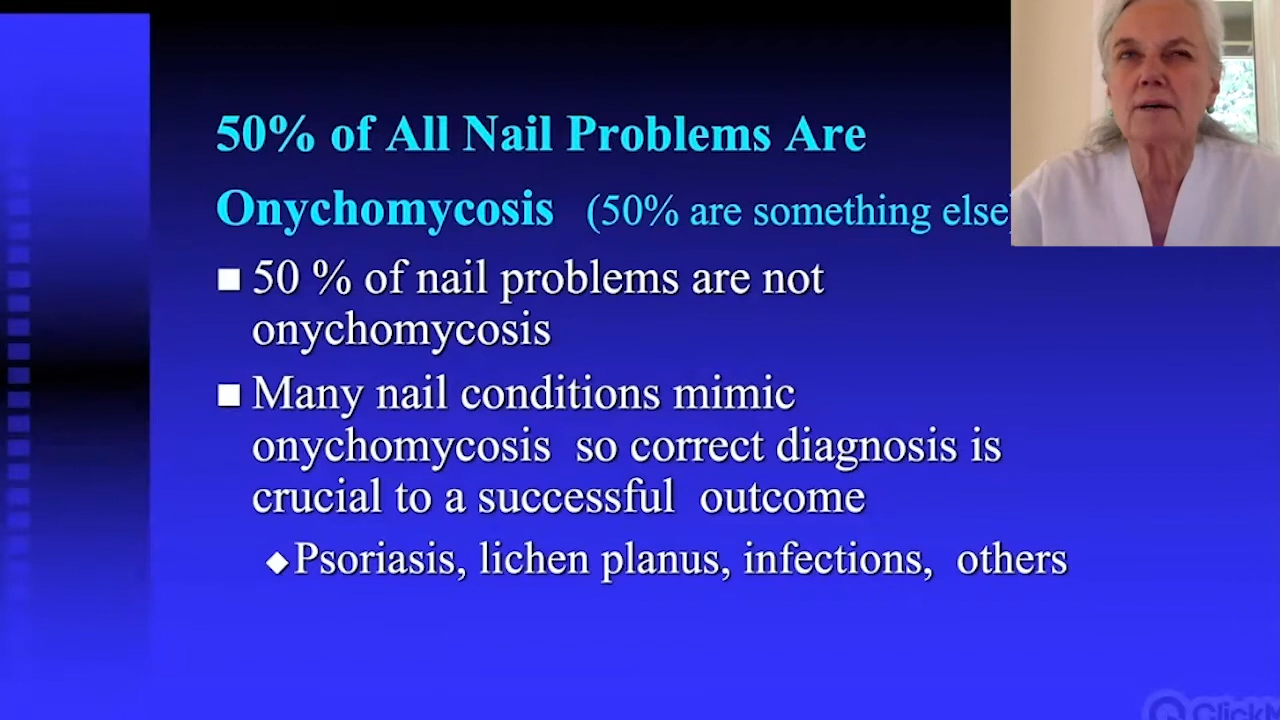 50% of All Nail Problems Are
Onychomycosis (50% are something else)
50 % of nail problems are not
onychomycosis
Many nail conditions mimic
onychomycosis so correct diagnosis is
crucial to a successful outcome
Psoriasis, lichen planus, infections, others